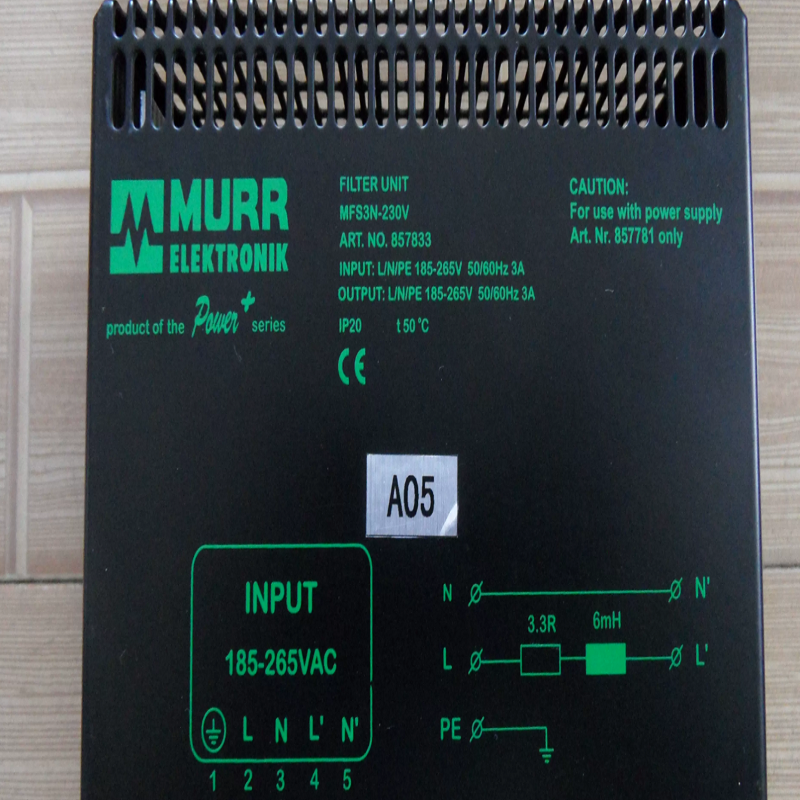 MURR
ELEKTRONIK
product of the Power+ series
FILTER UNIT
MFS3N-230V
ART. NO. 857833
INPUT: L/N/PE 185-265V 50/60Hz 3A
OUTPUT: L/N/PE 185-265V 50/60Hz 3A
IP20 t 50 °C
CE
CAUTION:
For use with power supply
Art. Nr. 857781 only
A05
INPUT
185-265VAC
L N L' N'
1 2 3 4 5
N N'
3.3R 6mH
L L'
PE